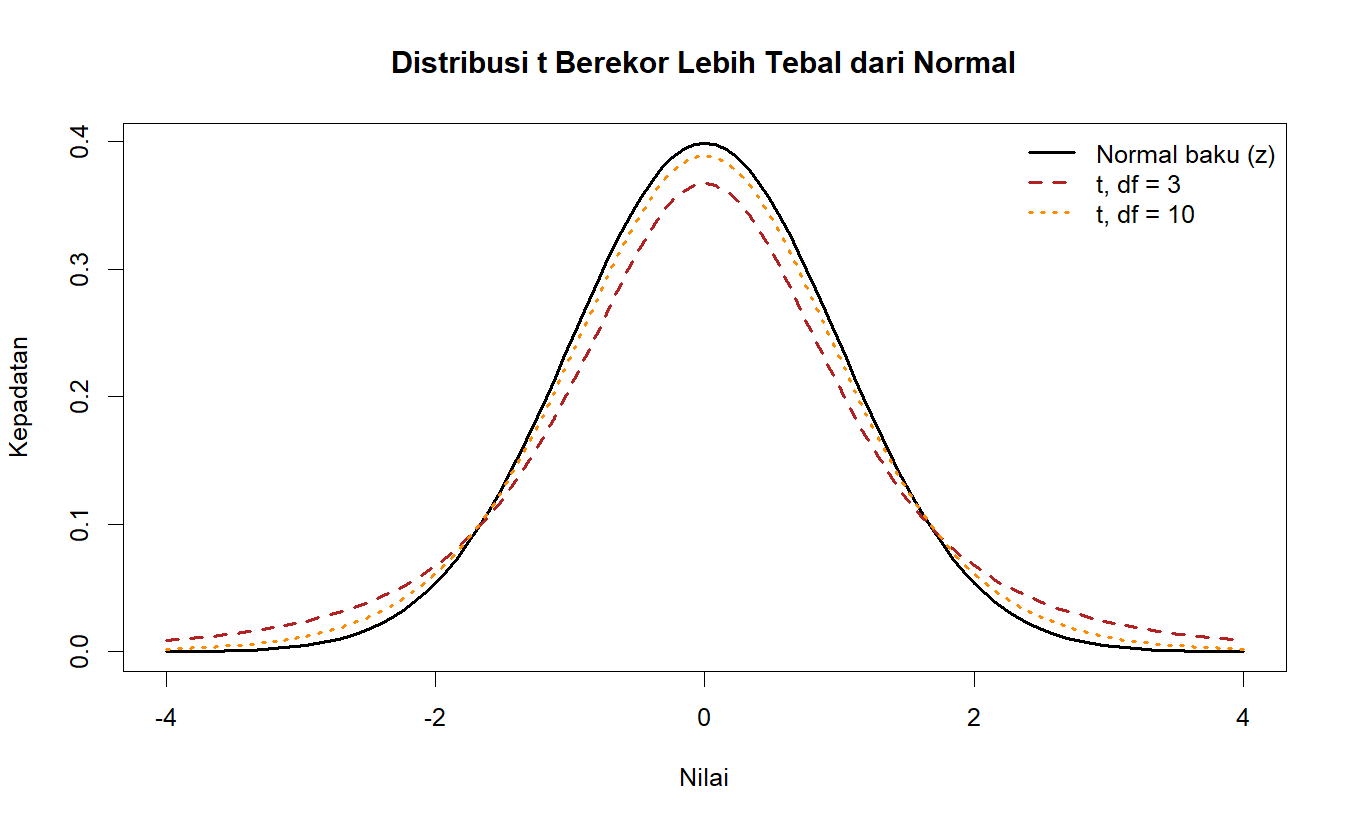 Distribusi t Berekor Lebih Tebal dari Normal
Normal baku (z)
t, df = 3
t, df = 10
Kepadatan
0.4
0.3
0.2
0.1
0.0
-4 -2 0 2 4
Nilai